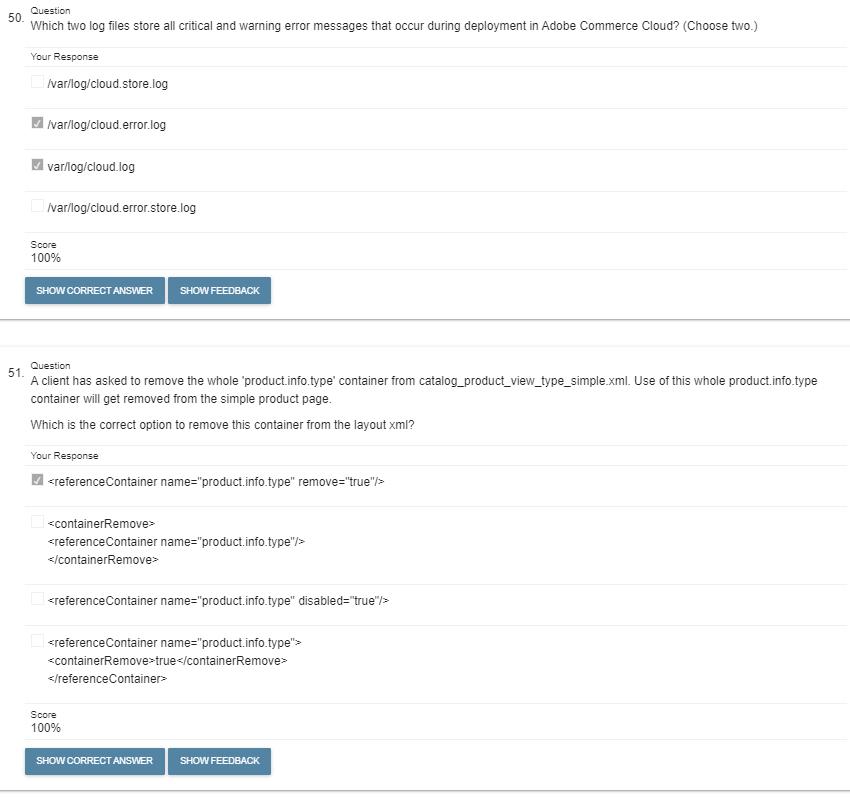 50.
Question
Which two log files store all critical and warning error messages that occur during deployment in Adobe Commerce Cloud? (Choose two.)
Your Response
/var/log/cloud.store.log
/var/log/cloud.error.log
var/log/cloud.log
/var/log/cloud.error.store.log
Score
100%
SHOW CORRECT ANSWER SHOW FEEDBACK
51.
Question
A client has asked to remove the whole 'product.info.type' container from catalog_product_view_type_simple.xml. Use of this whole product.info.type
container will get removed from the simple product page.
Which is the correct option to remove this container from the layout xml?
Your Response
<referenceContainer name="product.info.type" remove="true"/>
<containerRemove>
<referenceContainer name="product.info.type"/>
</containerRemove>
<referenceContainer name="product.info.type" disabled="true"/>
<referenceContainer name="product.info.type">
<containerRemove>true</containerRemove>
</referenceContainer>
Score
100%
SHOW CORRECT ANSWER SHOW FEEDBACK